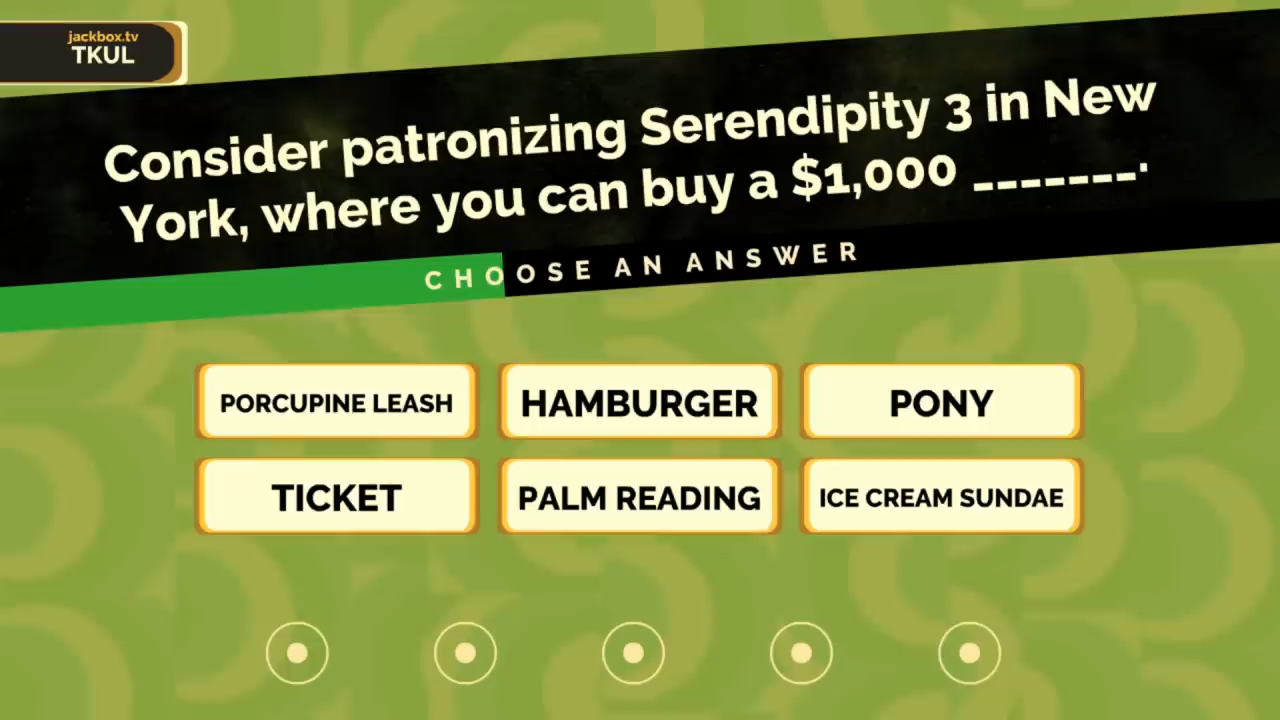 jackbox.tv
TKUL
Consider patronizing Serendipity 3 in New
York, where you can buy a $1,000 _______.
CHOOSE AN ANSWER
PORCUPINE LEASH
HAMBURGER
PONY
TICKET
PALM READING
ICE CREAM SUNDAE